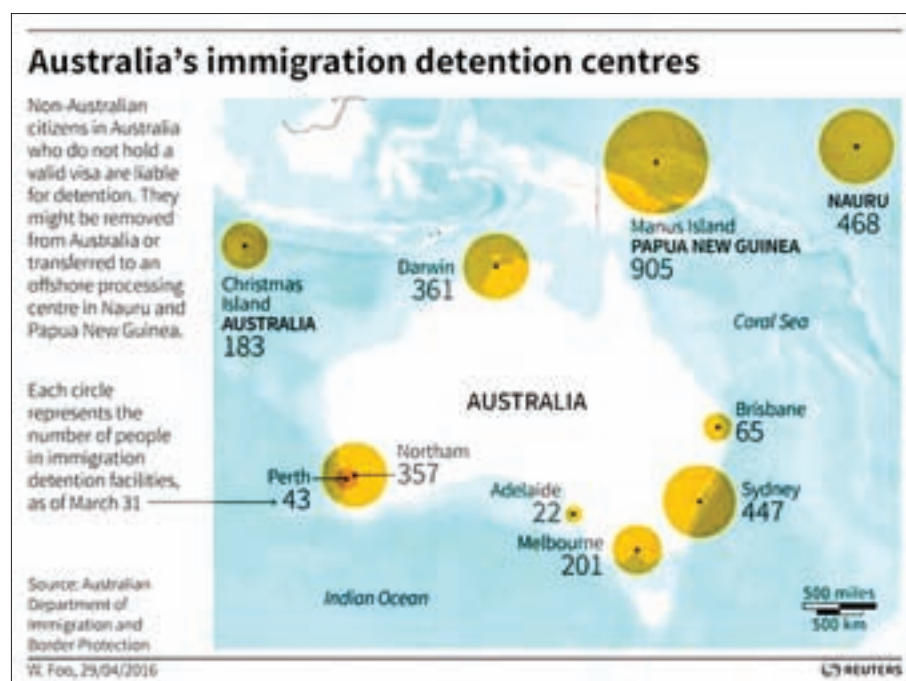 Australia's immigration detention centres
Non-Australian
citizens in Australia
who do not hold a
valid visa are liable
for detention. They
might be removed
from Australia or
transferred to an
offshore processing
centre in Nauru and
Papua New Guinea.
Each circle
represents the
number of people
in immigration
detention facilities,
as of March 31
Source: Australian
Department of
Immigration and
Border Protection
W. Foo, 29/04/2016
Christmas
Island
AUSTRALIA
183
Darwin
361
Manus Island
PAPUA NEW GUINEA
905
NAURU
468
Coral Sea
AUSTRALIA
Brisbane
65
Northam
357
Perth
43
Adelaide
22
Sydney
447
Melbourne
201
Indian Ocean
500 miles
500 km
REUTERS